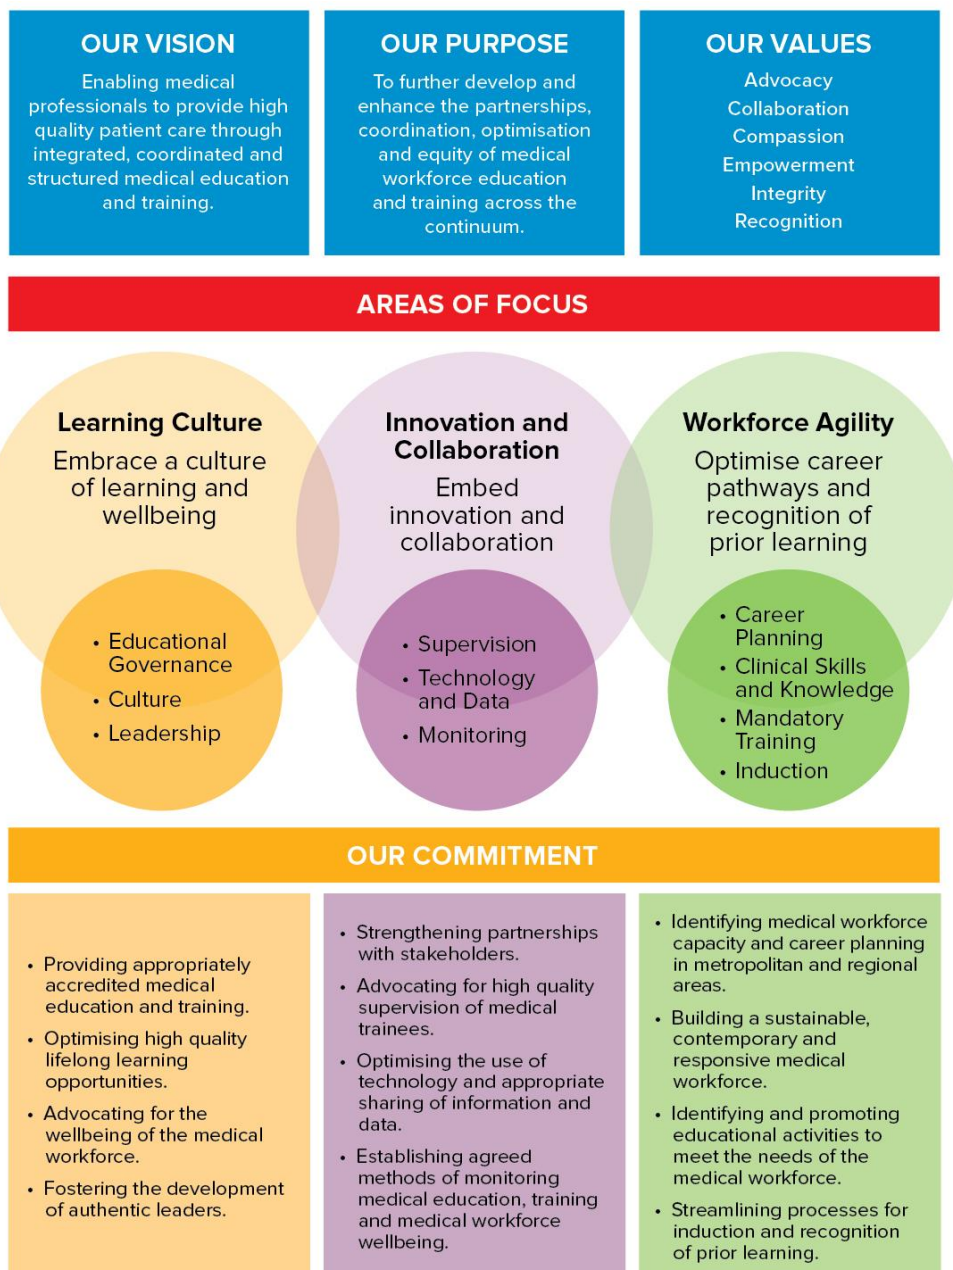 OUR VISION
Enabling medical
professionals to provide high
quality patient care through
integrated, coordinated and
structured medical education
and training.
OUR PURPOSE
To further develop and
enhance the partnerships,
coordination, optimisation
and equity of medical
workforce education
and training across the
continuum.
OUR VALUES
Advocacy
Collaboration
Compassion
Empowerment
Integrity
Recognition
AREAS OF FOCUS
Learning Culture
Embrace a culture
of learning and
wellbeing
• Educational
Governance
• Culture
• Leadership
Innovation and
Collaboration
Embed
innovation and
collaboration
• Supervision
• Technology
and Data
• Monitoring
Workforce Agility
Optimise career
pathways and
recognition of
prior learning
• Career
Planning
• Clinical Skills
and Knowledge
• Mandatory
Training
• Induction
OUR COMMITMENT
• Providing appropriately
accredited medical
education and training.
• Optimising high quality
lifelong learning
opportunities.
• Advocating for the
wellbeing of the medical
workforce.
• Fostering the development
of authentic leaders.
• Strengthening partnerships
with stakeholders.
• Advocating for high quality
supervision of medical
trainees.
• Optimising the use of
technology and appropriate
sharing of information and
data.
• Establishing agreed
methods of monitoring
medical education, training
and medical workforce
wellbeing.
• Identifying medical workforce
capacity and career planning
in metropolitan and regional
areas.
• Building a sustainable,
contemporary and
responsive medical
workforce.
• Identifying and promoting
educational activities to
meet the needs of the
medical workforce.
• Streamlining processes for
induction and recognition
of prior learning.